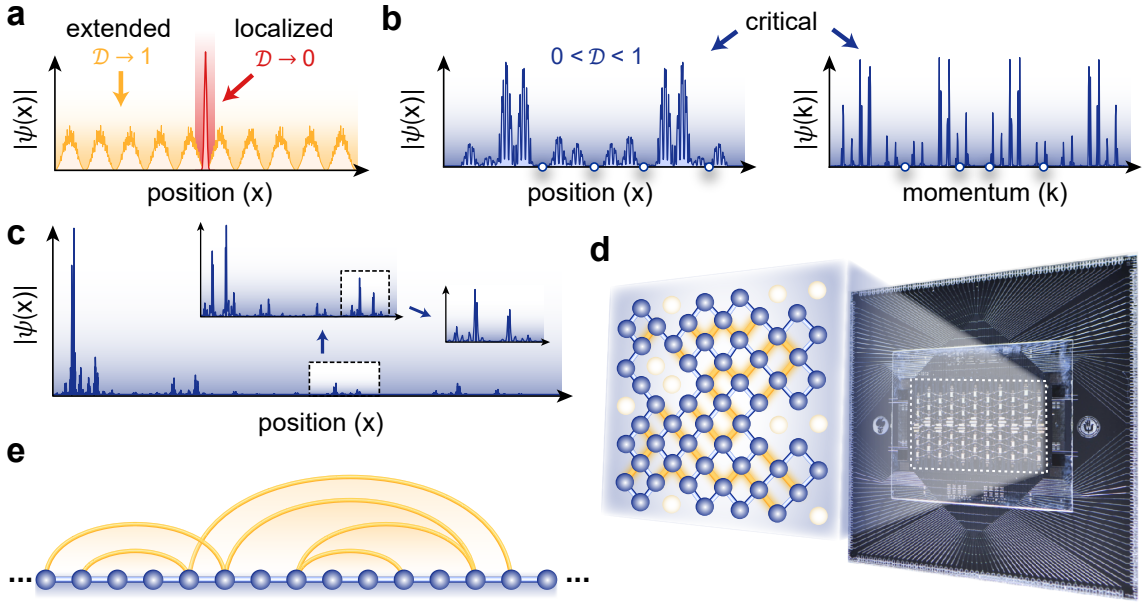 a
extended
𝒟 → 1
localized
𝒟 → 0
|ψ(x)|
position (x)
b
critical
0 < 𝒟 < 1
|ψ(x)|
position (x)
|ψ(k)|
momentum (k)
c
|ψ(x)|
position (x)
d
e
...
...